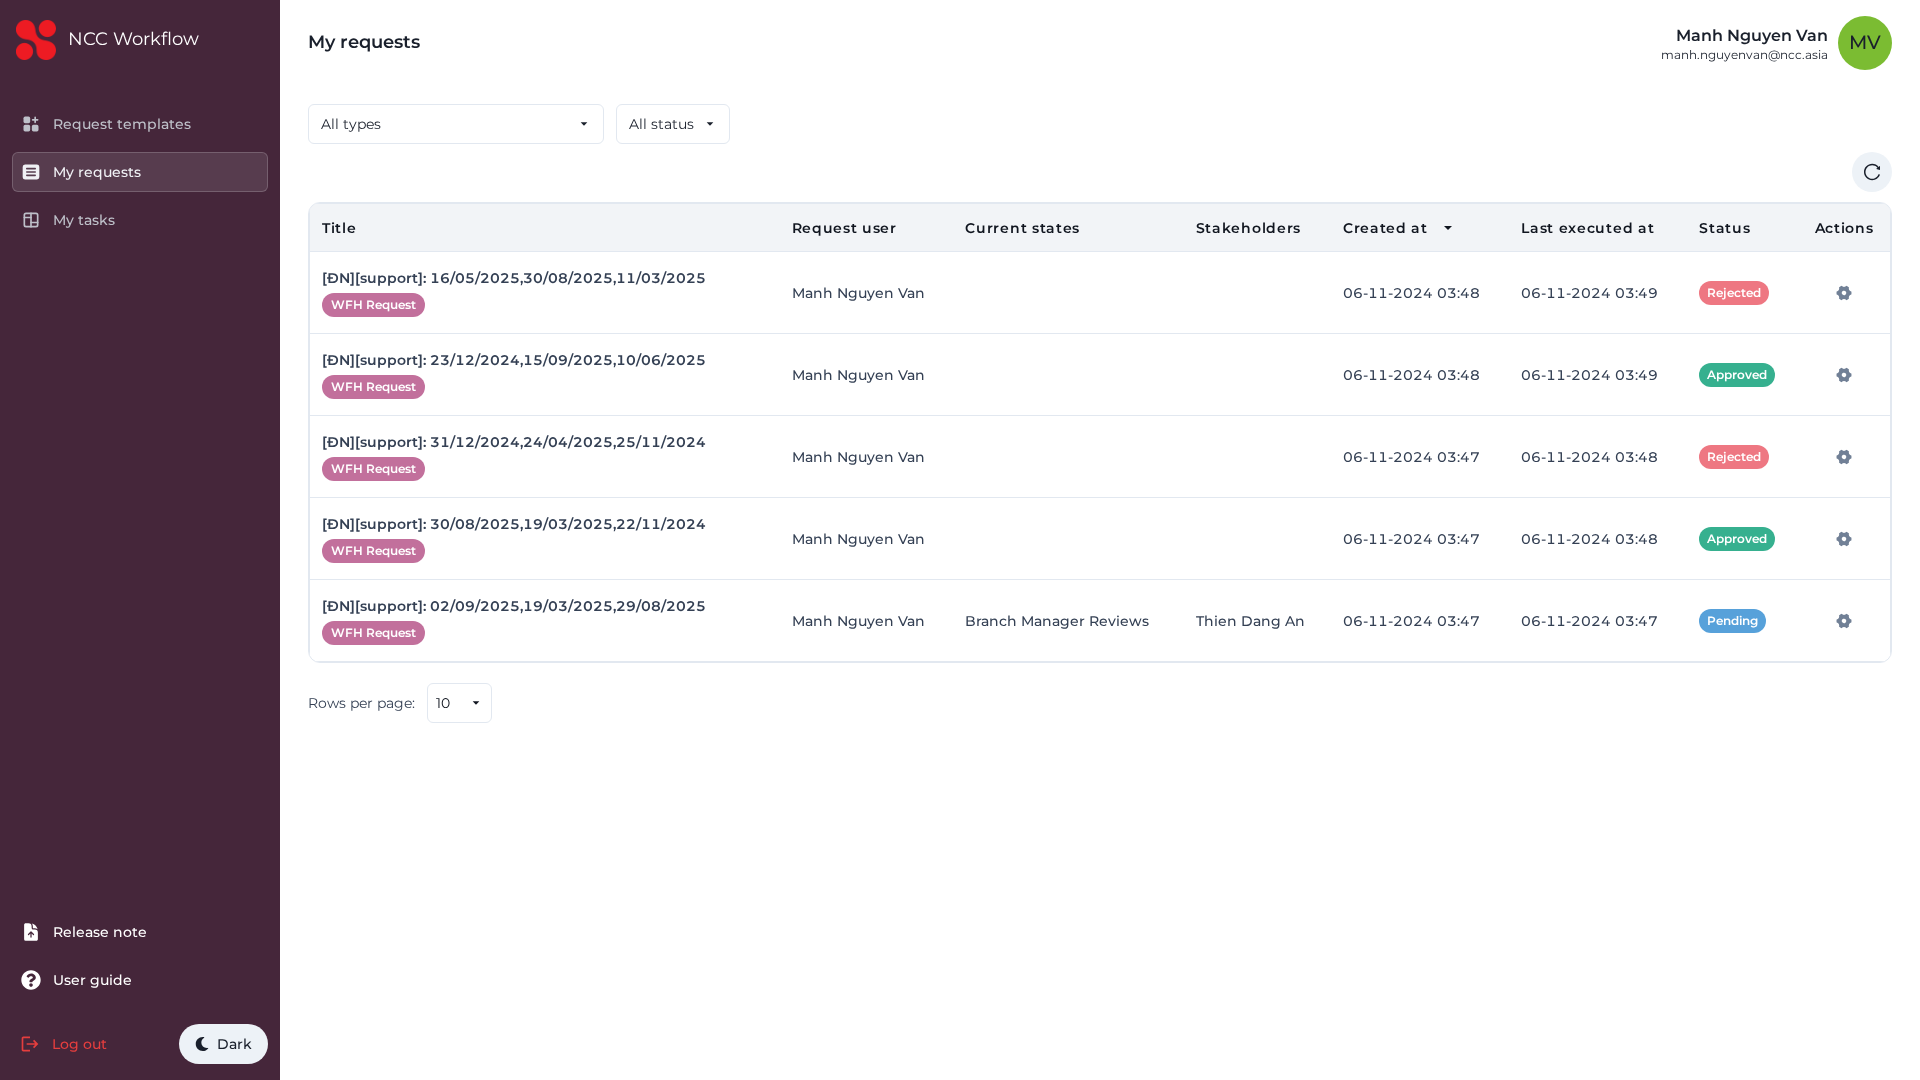 NCC Workflow
Request templates
My requests
My tasks
Release note
User guide
Log out
Dark
My requests
Manh Nguyen Van
manh.nguyenvan@ncc.asia
MV
All types
All status
Title Request user Current states Stakeholders Created at Last executed at Status Actions
[ĐN][support]: 16/05/2025,30/08/2025,11/03/2025
WFH Request
Manh Nguyen Van 06-11-2024 03:48 06-11-2024 03:49 Rejected
[ĐN][support]: 23/12/2024,15/09/2025,10/06/2025
WFH Request
Manh Nguyen Van 06-11-2024 03:48 06-11-2024 03:49 Approved
[ĐN][support]: 31/12/2024,24/04/2025,25/11/2024
WFH Request
Manh Nguyen Van 06-11-2024 03:47 06-11-2024 03:48 Rejected
[ĐN][support]: 30/08/2025,19/03/2025,22/11/2024
WFH Request
Manh Nguyen Van 06-11-2024 03:47 06-11-2024 03:48 Approved
[ĐN][support]: 02/09/2025,19/03/2025,29/08/2025
WFH Request
Manh Nguyen Van Branch Manager Reviews Thien Dang An 06-11-2024 03:47 06-11-2024 03:47 Pending
Rows per page: 10